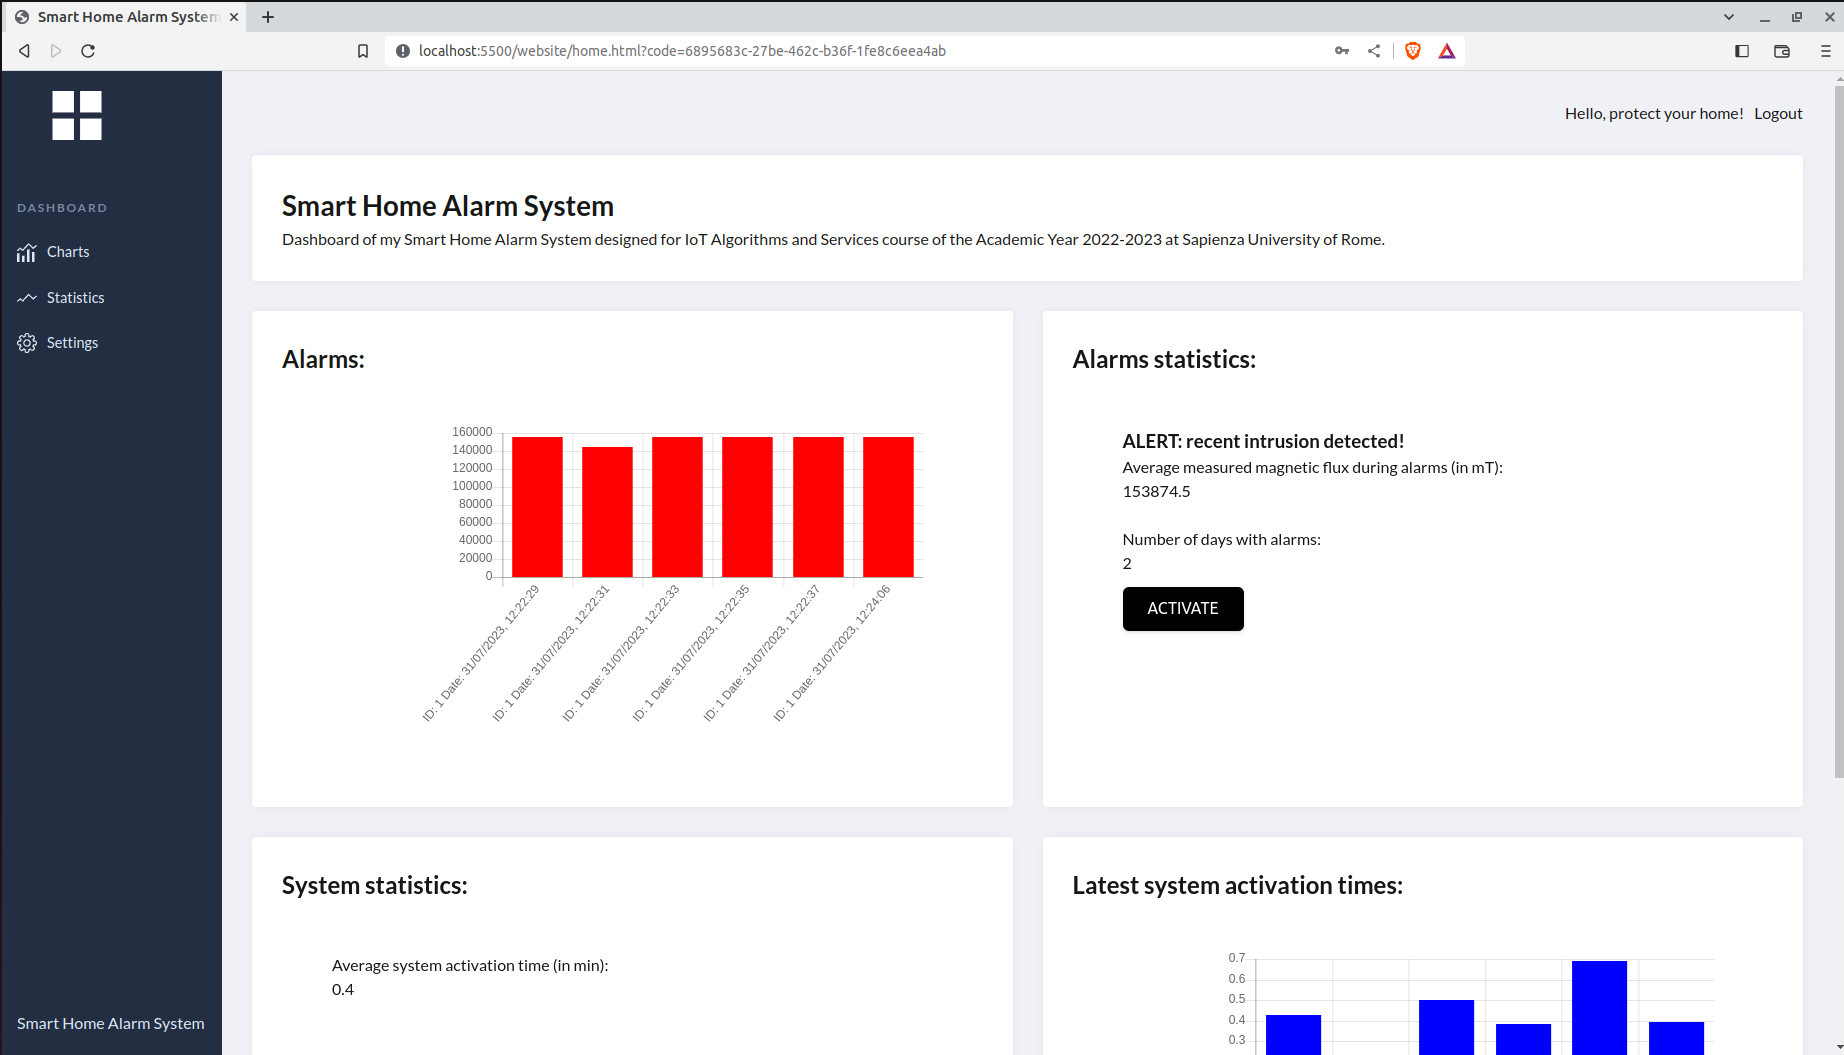 Smart Home Alarm System
localhost:5500/website/home.html?code=6895683c-27be-462c-b36f-1fe8c6eea4ab
Hello, protect your home! Logout
DASHBOARD
Charts
Statistics
Settings
Smart Home Alarm System
Smart Home Alarm System
Dashboard of my Smart Home Alarm System designed for IoT Algorithms and Services course of the Academic Year 2022-2023 at Sapienza University of Rome.
Alarms:
160000
140000
120000
100000
80000
60000
40000
20000
0
ID: 1 Date: 31/07/2023, 12:22:29
ID: 1 Date: 31/07/2023, 12:22:31
ID: 1 Date: 31/07/2023, 12:22:33
ID: 1 Date: 31/07/2023, 12:22:35
ID: 1 Date: 31/07/2023, 12:22:37
ID: 1 Date: 31/07/2023, 12:24:06
Alarms statistics:
ALERT: recent intrusion detected!
Average measured magnetic flux during alarms (in mT):
153874.5
Number of days with alarms:
2
ACTIVATE
System statistics:
Average system activation time (in min):
0.4
Latest system activation times:
0.7
0.6
0.5
0.4
0.3